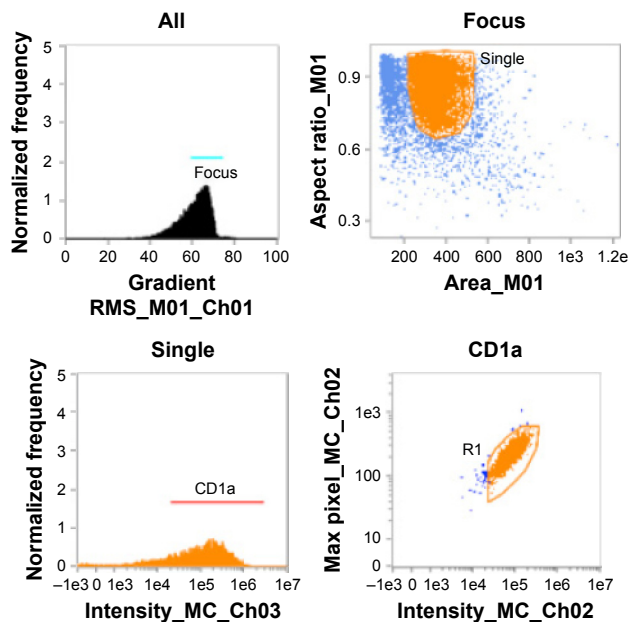 All
Normalized frequency
5
4
3
2
1
0
Focus
0 20 40 60 80 100
Gradient
RMS_M01_Ch01
Focus
Aspect ratio_M01
0.9
0.6
0.3
Single
200 400 600 800 1e3 1.2e
Area_M01
Single
Normalized frequency
5
4
3
2
1
0
CD1a
–1e3 0 1e3 1e4 1e5 1e6 1e7
Intensity_MC_Ch03
CD1a
Max pixel_MC_Ch02
1e3
100
10
0
R1
–1e3 0 1e3 1e4 1e5 1e6 1e7
Intensity_MC_Ch02